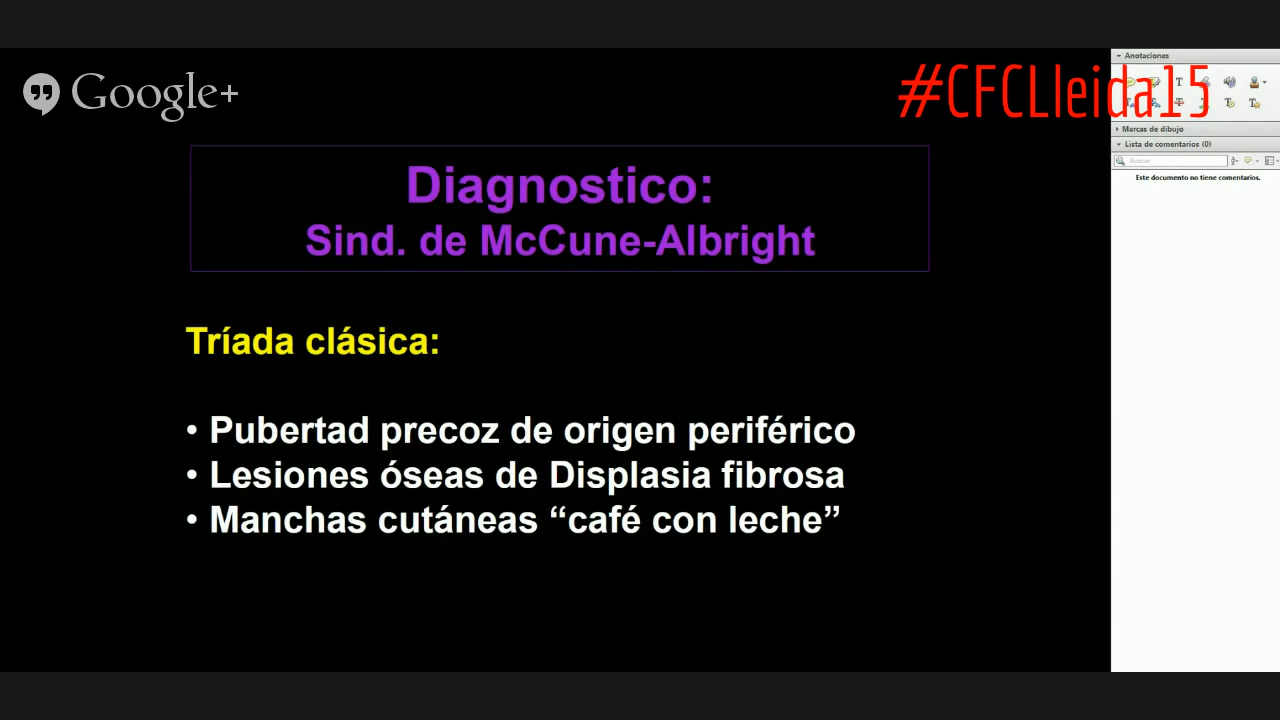 Google+
#CFCLleida15
Anotaciones
Marcas de dibujo
Lista de comentarios (0)
Buscar
Este documento no tiene comentarios.
Diagnostico:
Sind. de McCune-Albright
Tríada clásica:
• Pubertad precoz de origen periférico
• Lesiones óseas de Displasia fibrosa
• Manchas cutáneas “café con leche”